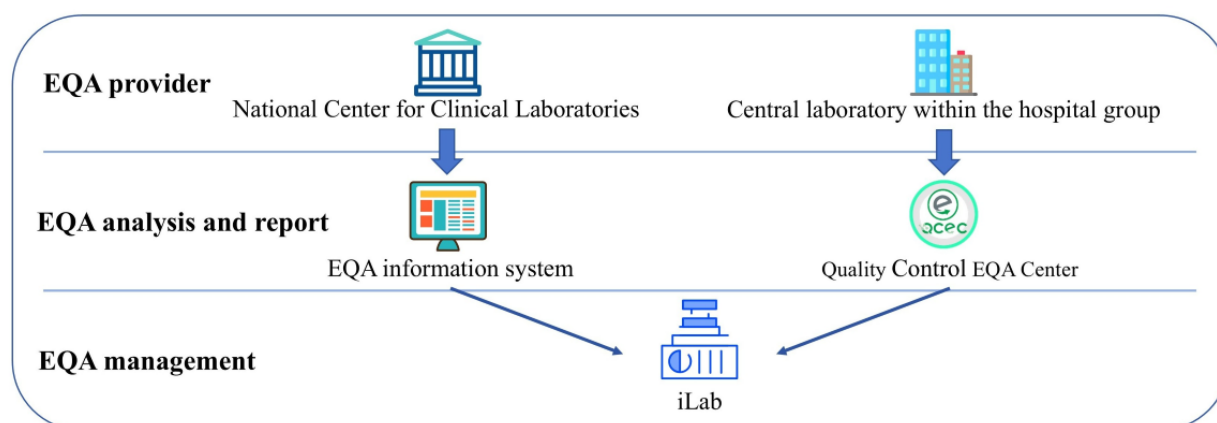 EQA provider
National Center for Clinical Laboratories
Central laboratory within the hospital group
EQA analysis and report
e
qcec
EQA information system
Quality Control EQA Center
EQA management
iLab